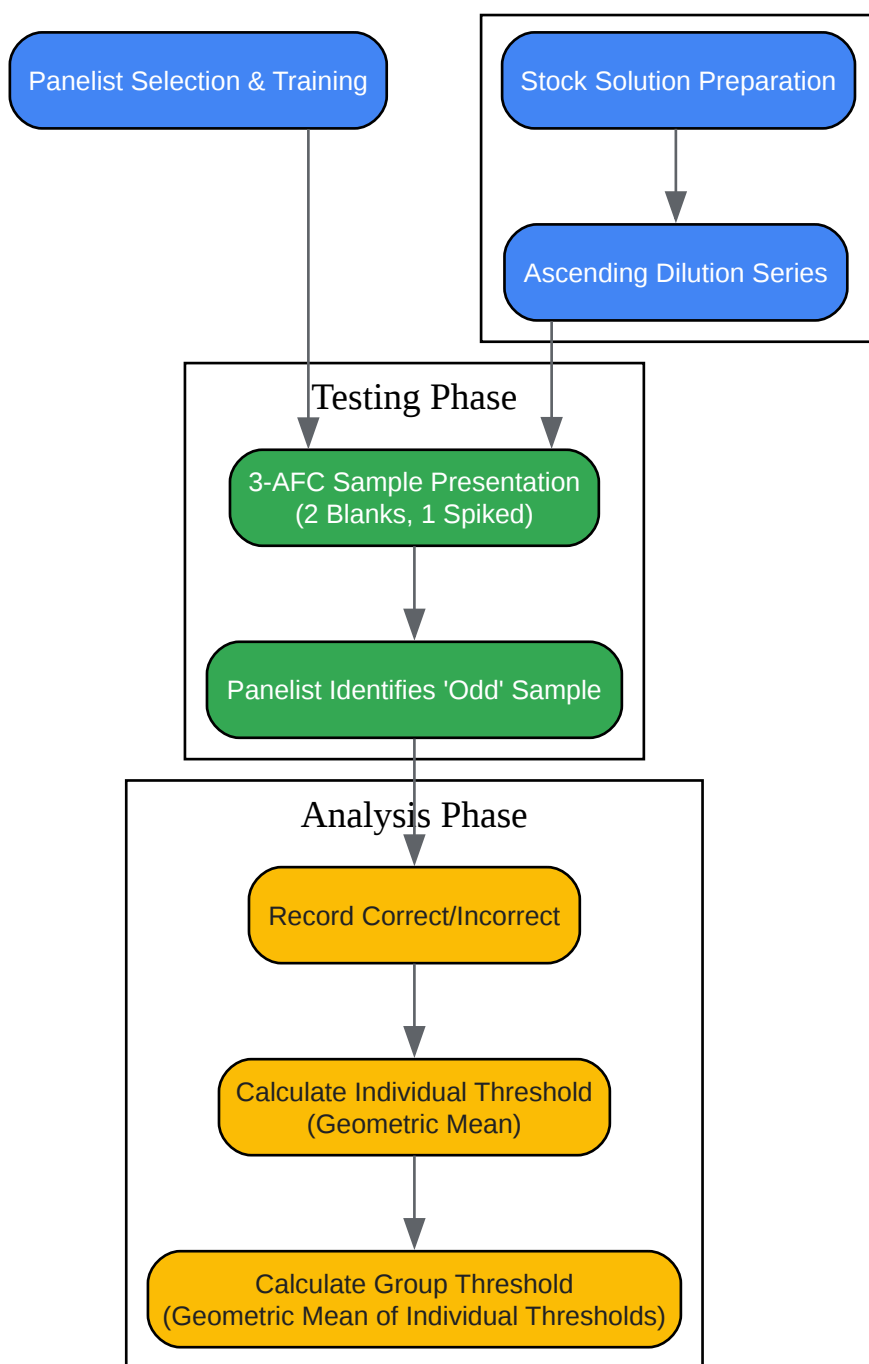 Panelist Selection & Training
Stock Solution Preparation
Ascending Dilution Series
Testing Phase
3-AFC Sample Presentation
(2 Blanks, 1 Spiked)
Panelist Identifies 'Odd' Sample
Analysis Phase
Record Correct/Incorrect
Calculate Individual Threshold
(Geometric Mean)
Calculate Group Threshold
(Geometric Mean of Individual Thresholds)